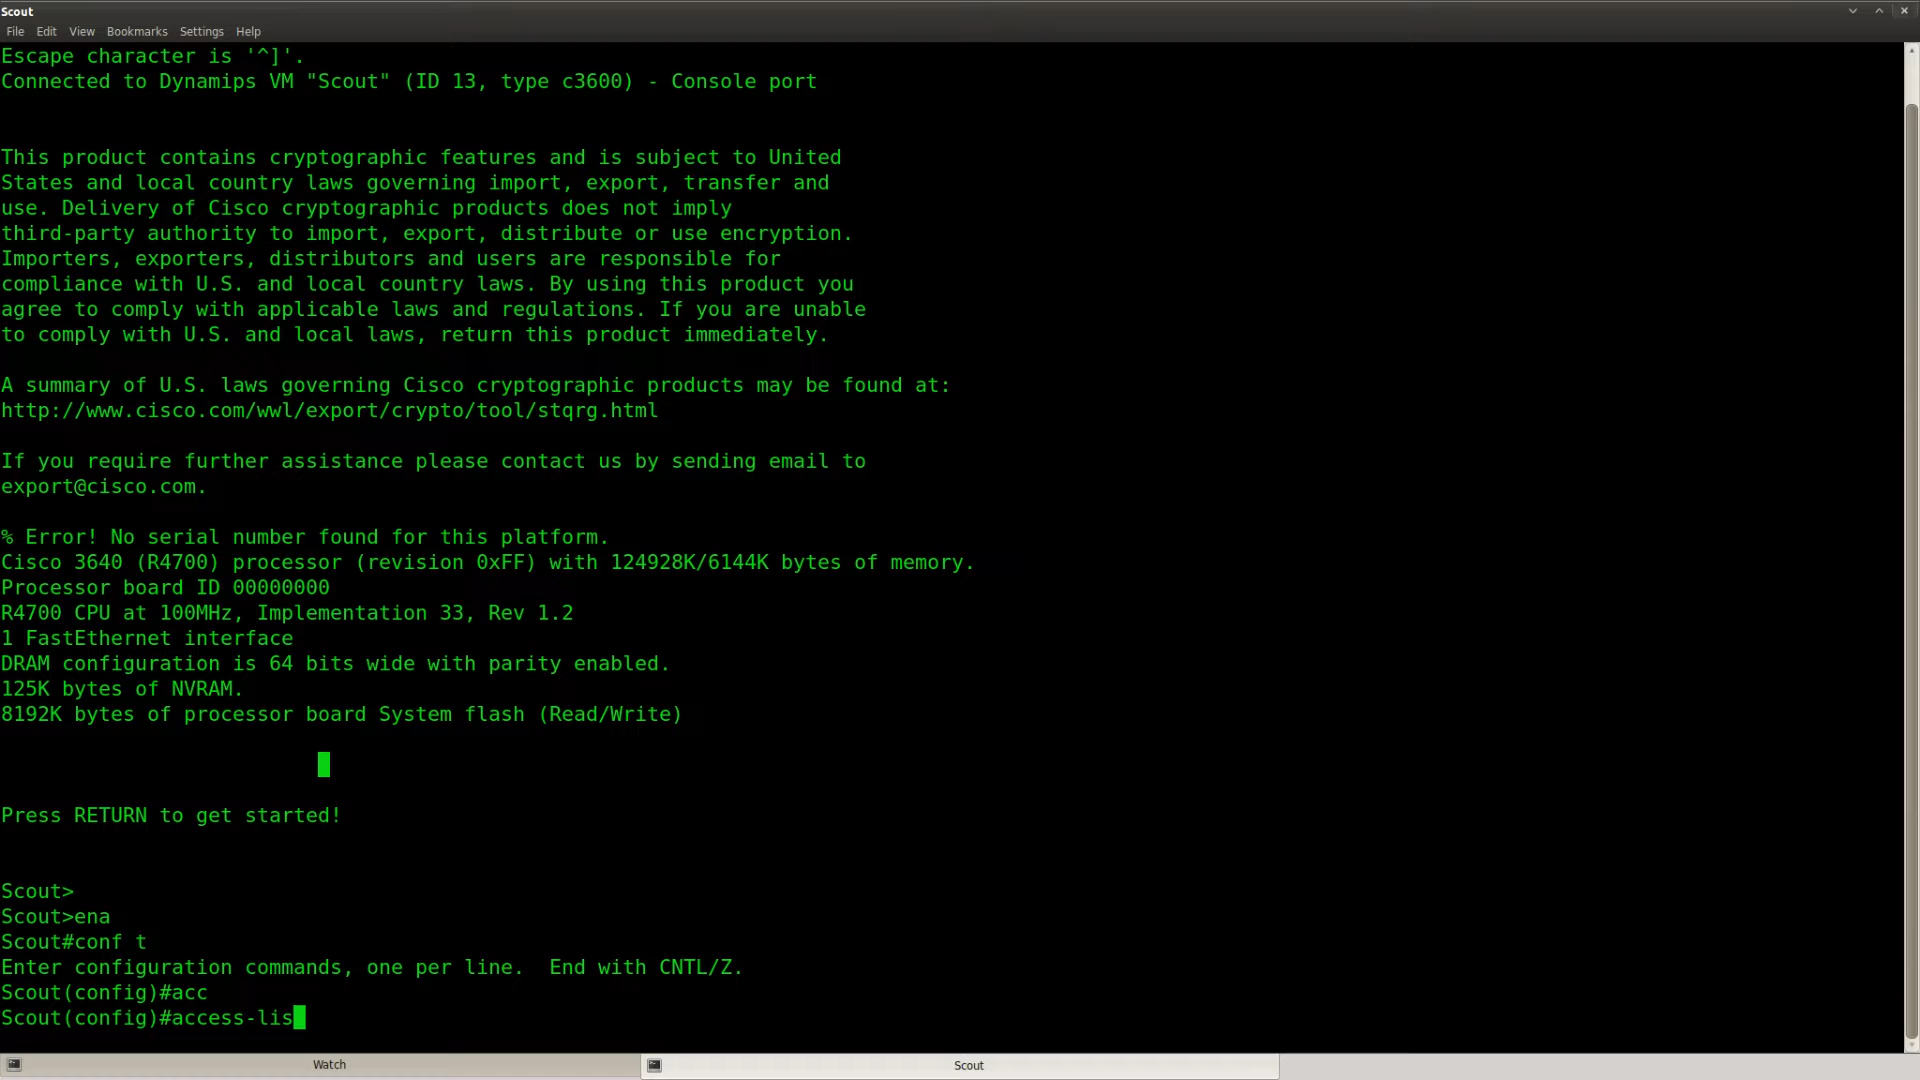 Scout
File Edit View Bookmarks Settings Help
Escape character is '^]'.
Connected to Dynamips VM "Scout" (ID 13, type c3600) - Console port
This product contains cryptographic features and is subject to United
States and local country laws governing import, export, transfer and
use. Delivery of Cisco cryptographic products does not imply
third-party authority to import, export, distribute or use encryption.
Importers, exporters, distributors and users are responsible for
compliance with U.S. and local country laws. By using this product you
agree to comply with applicable laws and regulations. If you are unable
to comply with U.S. and local laws, return this product immediately.
A summary of U.S. laws governing Cisco cryptographic products may be found at:
http://www.cisco.com/wwl/export/crypto/tool/stqrg.html
If you require further assistance please contact us by sending email to
export@cisco.com.
% Error! No serial number found for this platform.
Cisco 3640 (R4700) processor (revision 0xFF) with 124928K/6144K bytes of memory.
Processor board ID 00000000
R4700 CPU at 100MHz, Implementation 33, Rev 1.2
1 FastEthernet interface
DRAM configuration is 64 bits wide with parity enabled.
125K bytes of NVRAM.
8192K bytes of processor board System flash (Read/Write)
Press RETURN to get started!
Scout>
Scout>ena
Scout#conf t
Enter configuration commands, one per line.  End with CNTL/Z.
Scout(config)#acc
Scout(config)#access-lis
Watch
Scout